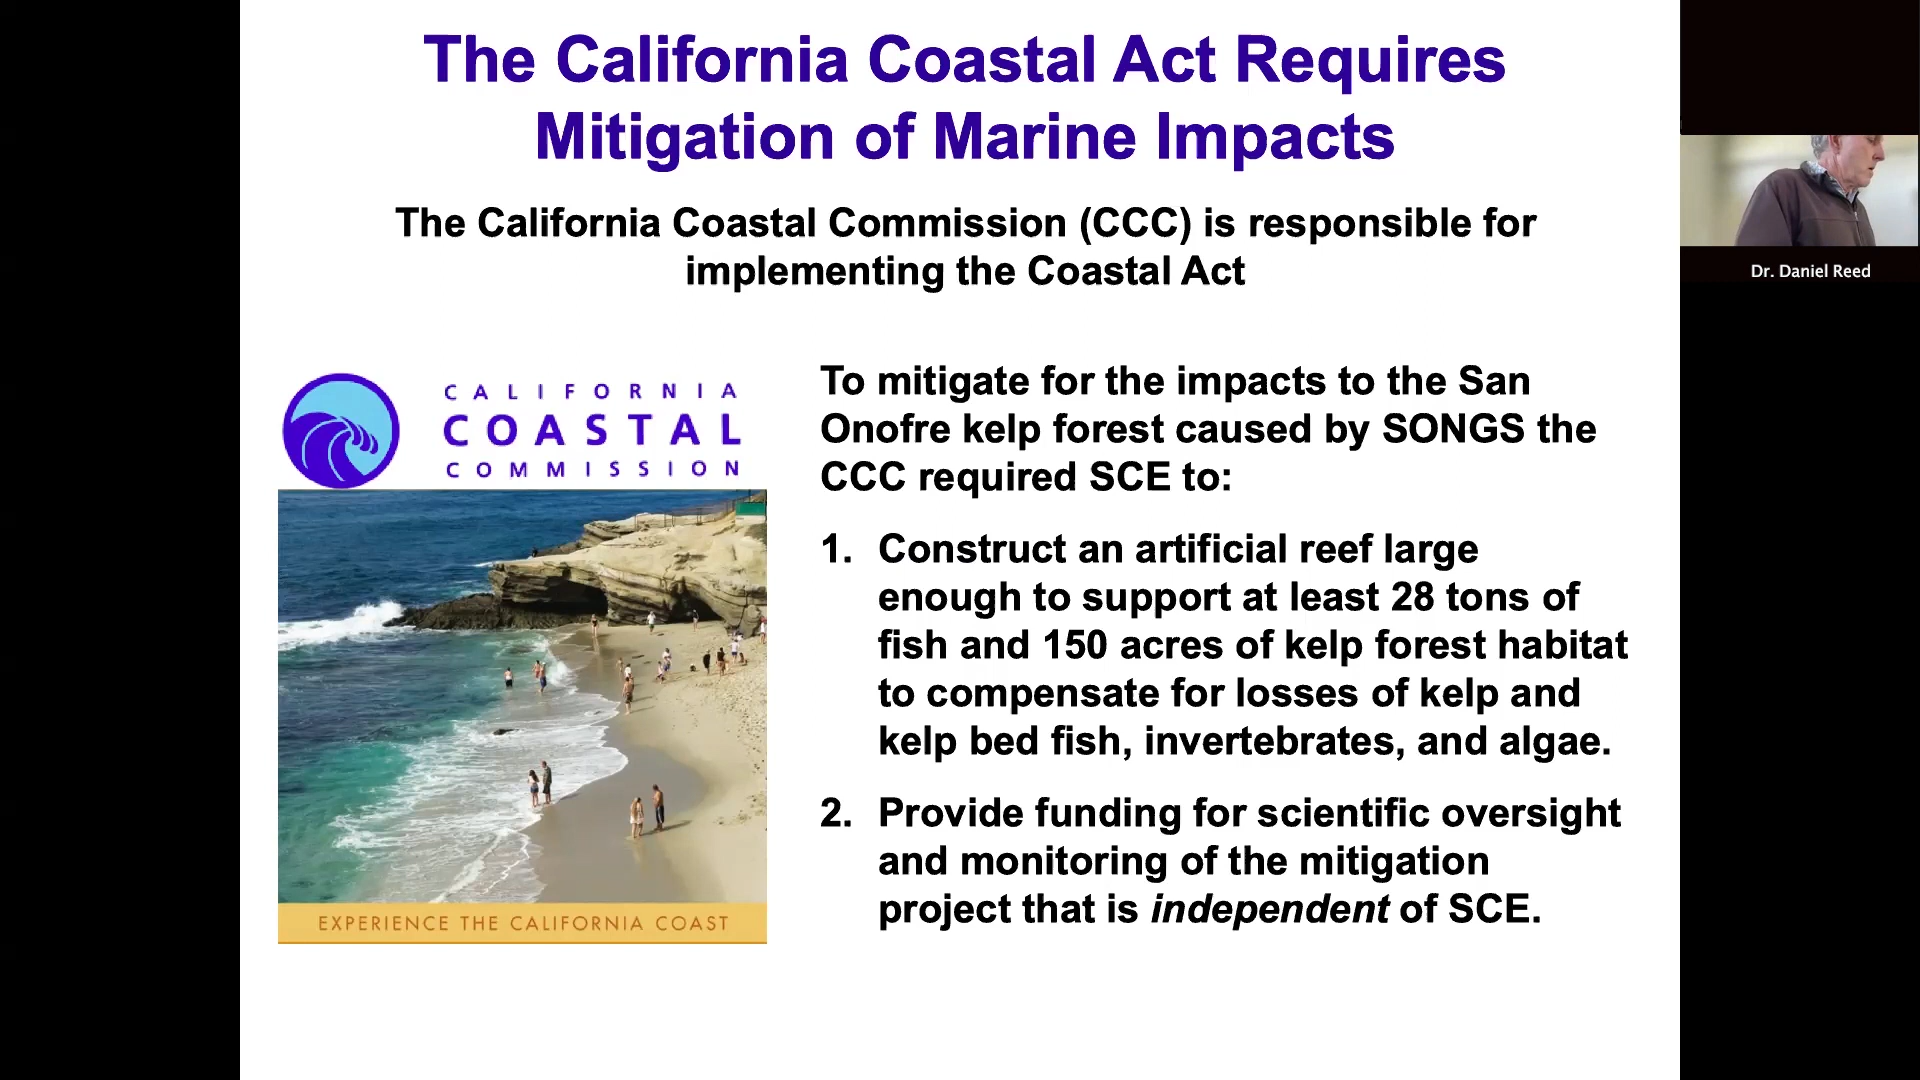 The California Coastal Act Requires
Mitigation of Marine Impacts
The California Coastal Commission (CCC) is responsible for
implementing the Coastal Act
CALIFORNIA
COASTAL
COMMISSION
EXPERIENCE THE CALIFORNIA COAST
To mitigate for the impacts to the San
Onofre kelp forest caused by SONGS the
CCC required SCE to:
1. Construct an artificial reef large
enough to support at least 28 tons of
fish and 150 acres of kelp forest habitat
to compensate for losses of kelp and
kelp bed fish, invertebrates, and algae.
2. Provide funding for scientific oversight
and monitoring of the mitigation
project that is independent of SCE.
Dr. Daniel Reed